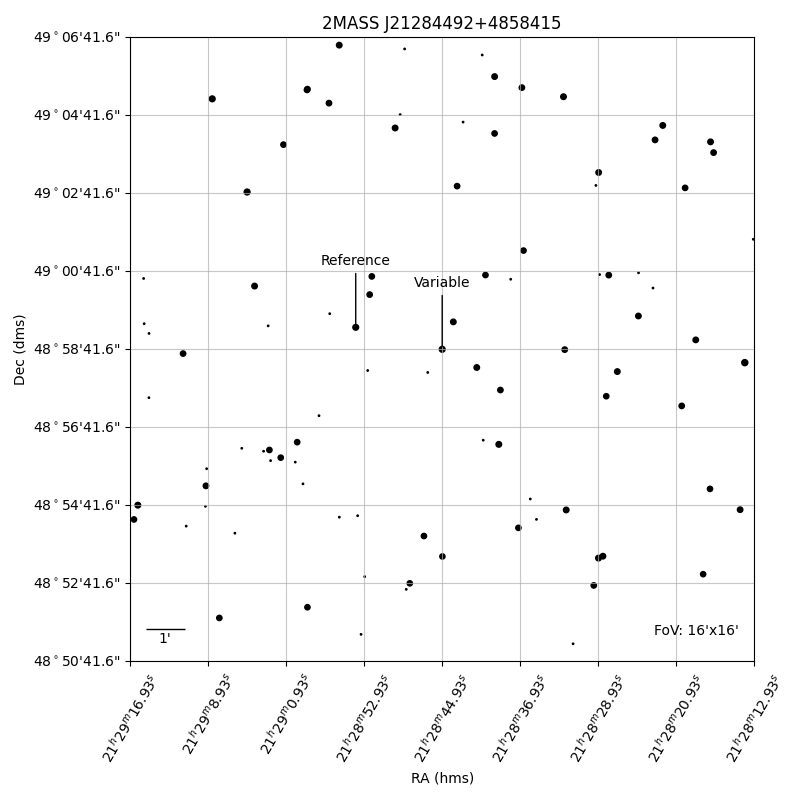 2MASS J21284492+4858415
49°06'41.6"
49°04'41.6"
49°02'41.6"
49°00'41.6"
48°58'41.6"
48°56'41.6"
48°54'41.6"
48°52'41.6"
48°50'41.6"
Dec (dms)
Reference
Variable
1'
FoV: 16'x16'
21h29m16.93s
21h29m8.93s
21h29m0.93s
21h28m52.93s
21h28m44.93s
21h28m36.93s
21h28m28.93s
21h28m20.93s
21h28m12.93s
RA (hms)